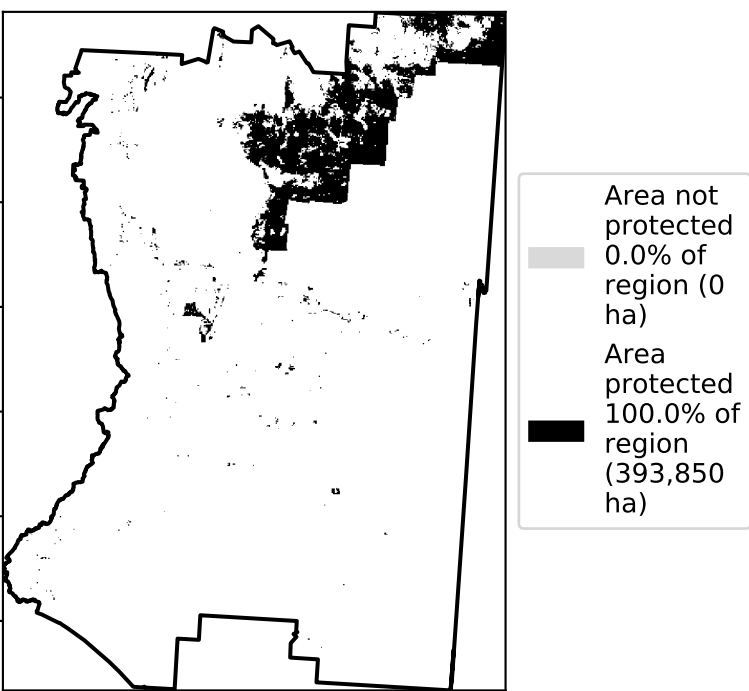 Area not
protected
0.0% of
region (0
ha)
Area
protected
100.0% of
region
(393,850
ha)